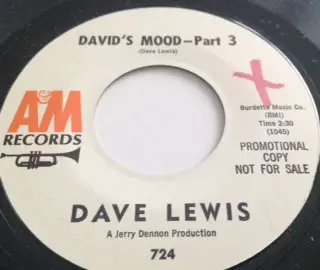 DAVID'S MOOD—Part 3
(Dave Lewis)
AM
RECORDS
Burdette Music Co.
(BMI)
Time 2:30
(1045)
PROMOTIONAL
COPY
NOT FOR SALE
DAVE LEWIS
A Jerry Dennon Production
724